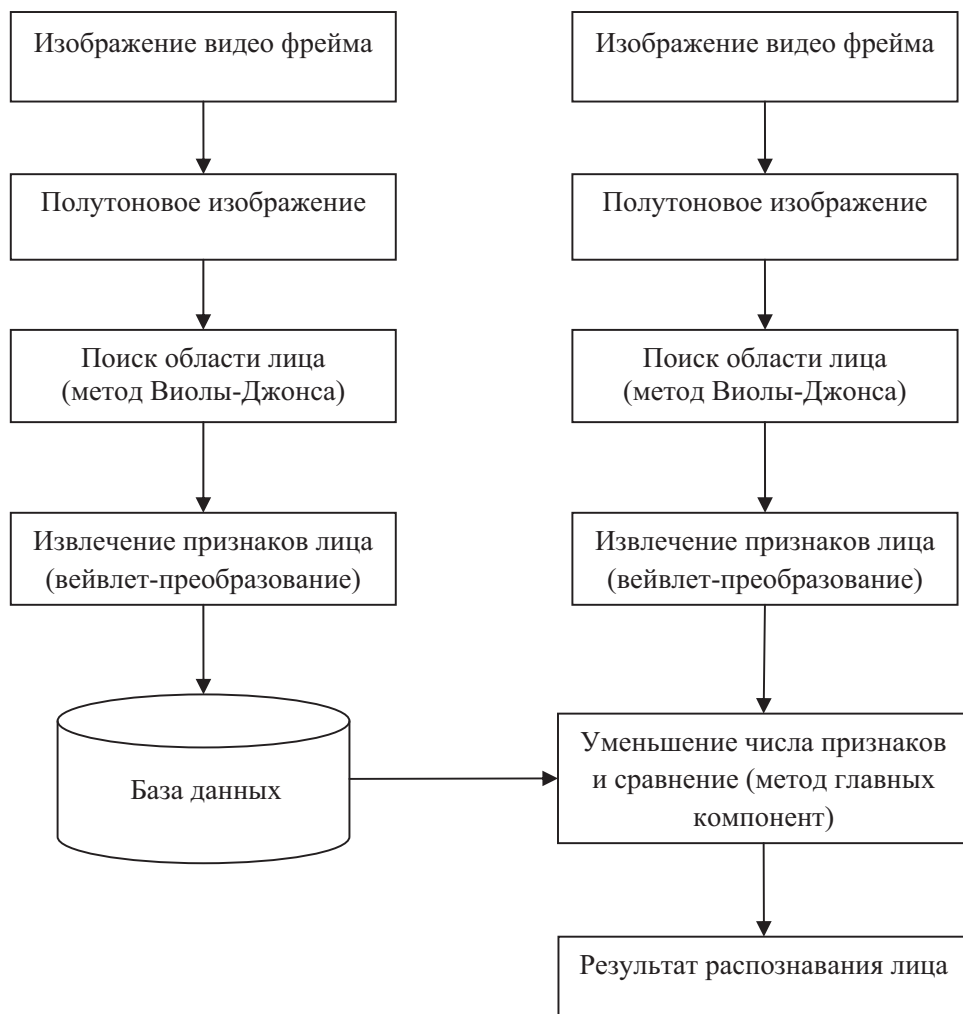 Изображение видео фрейма
Полутоновое изображение
Поиск области лица
(метод Виолы-Джонса)
Извлечение признаков лица
(вейвлет-преобразование)
База данных
Изображение видео фрейма
Полутоновое изображение
Поиск области лица
(метод Виолы-Джонса)
Извлечение признаков лица
(вейвлет-преобразование)
Уменьшение числа признаков
и сравнение (метод главных
компонент)
Результат распознавания лица